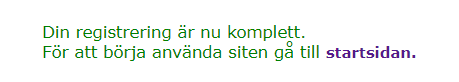 Din registrering är nu komplett.
För att börja använda siten gå till startsidan.